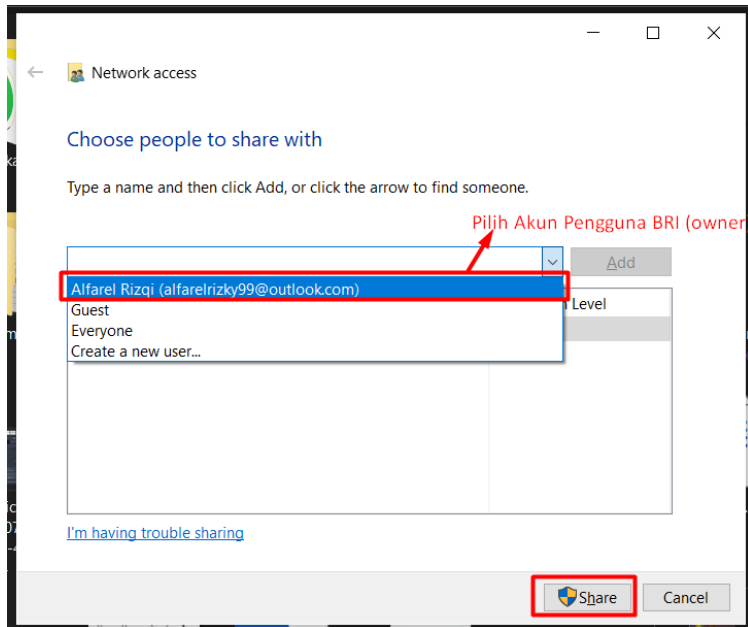 Network access
Choose people to share with
Type a name and then click Add, or click the arrow to find someone.
Pilih Akun Pengguna BRI (owner
Add
Alfarel Rizqi (alfarelrizky99@outlook.com)
Level
Guest
Everyone
Create a new user...
I'm having trouble sharing
Share
Cancel